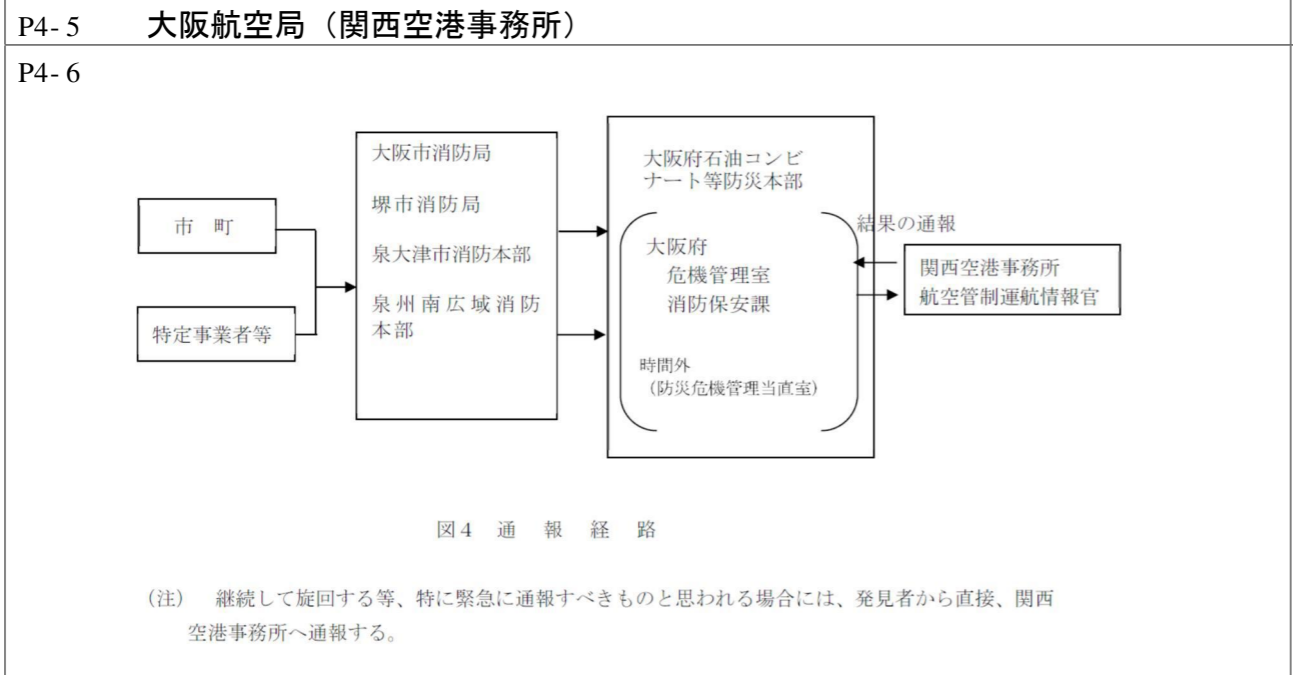 P4- 5 大阪航空局（関西空港事務所）
P4- 6
市 町
特定事業者等
大阪市消防局
堺市消防局
泉大津市消防本部
泉州南広域消防
本部
大阪府石油コンビ
ナート等防災本部
大阪府
危機管理室
消防保安課
時間外
（防災危機管理当直室）
結果の通報
関西空港事務所
航空管制運航情報官
図４ 通 報 経 路
（注） 継続して旋回する等、特に緊急に通報すべきものと思われる場合には、発見者から直接、関西
空港事務所へ通報する。